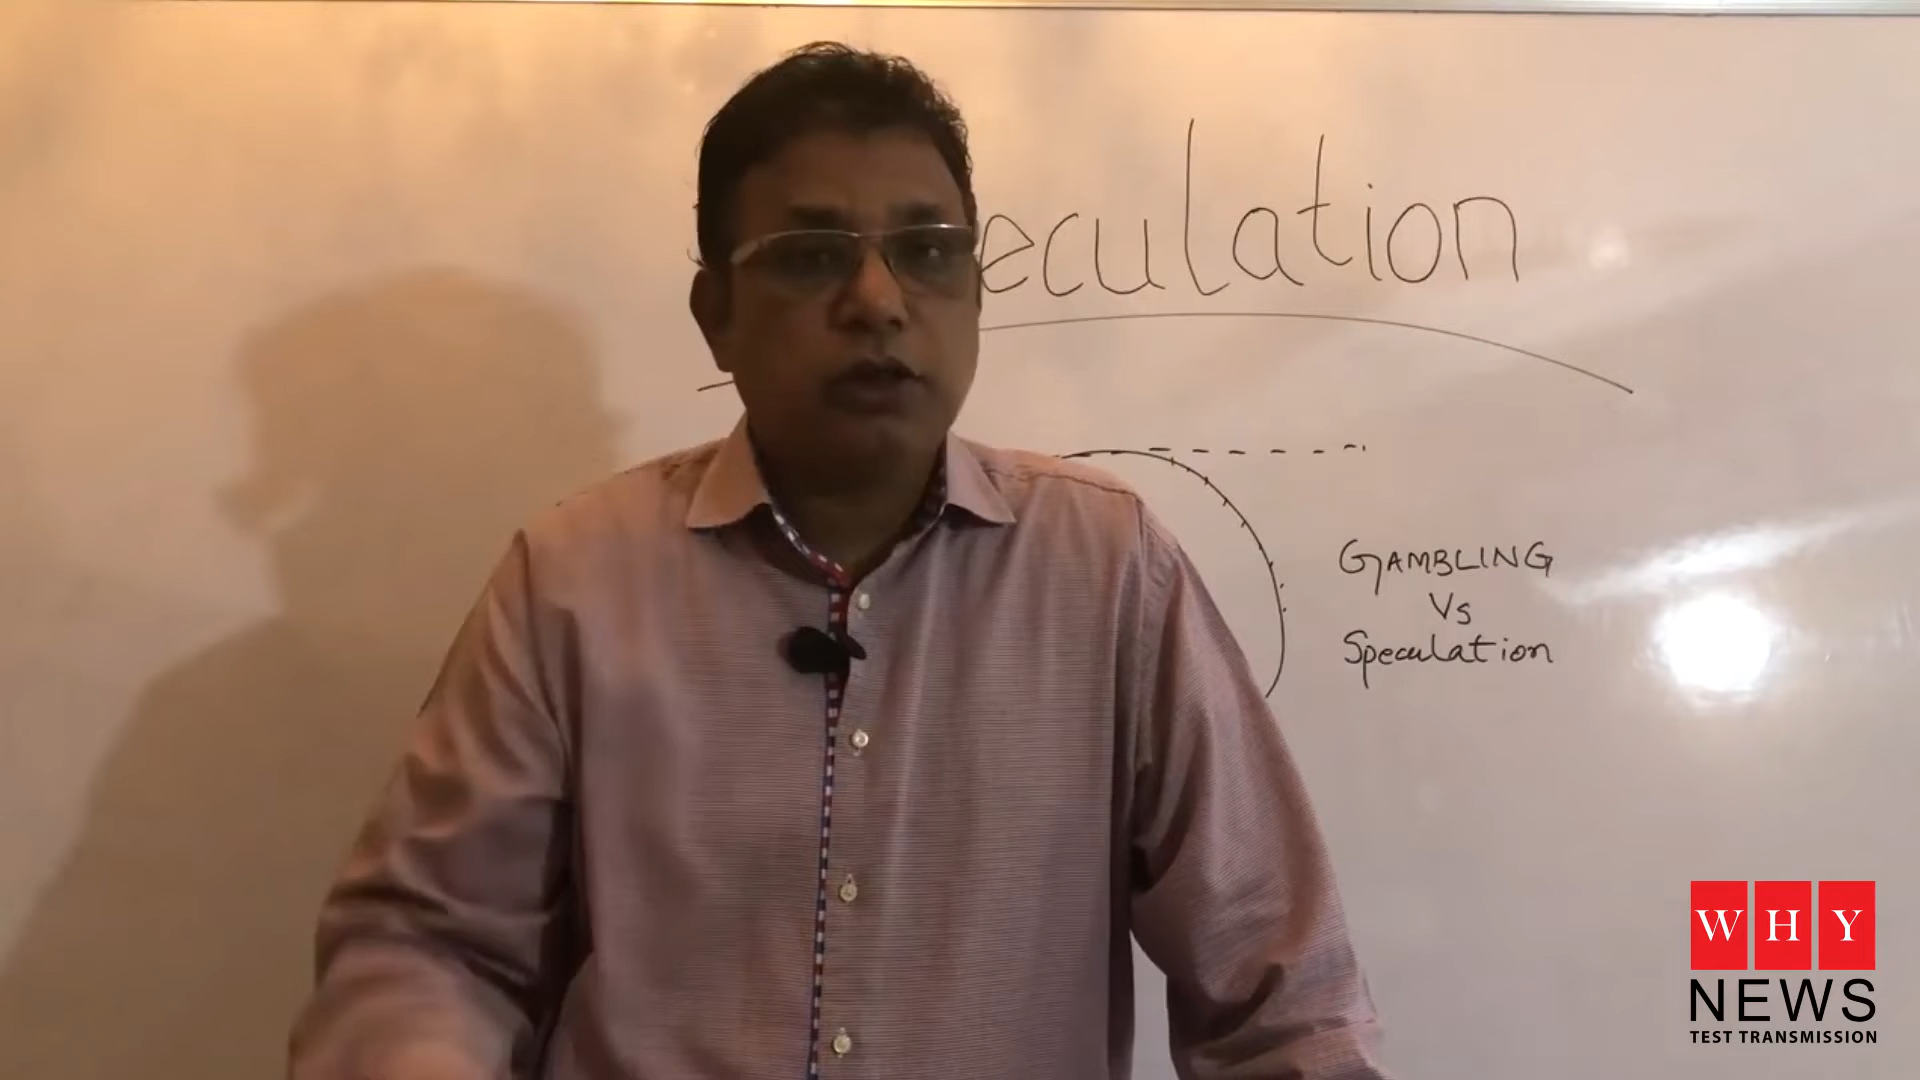 eculation
GAMBLING
Vs
Speculation
WHY
NEWS
TEST TRANSMISSION